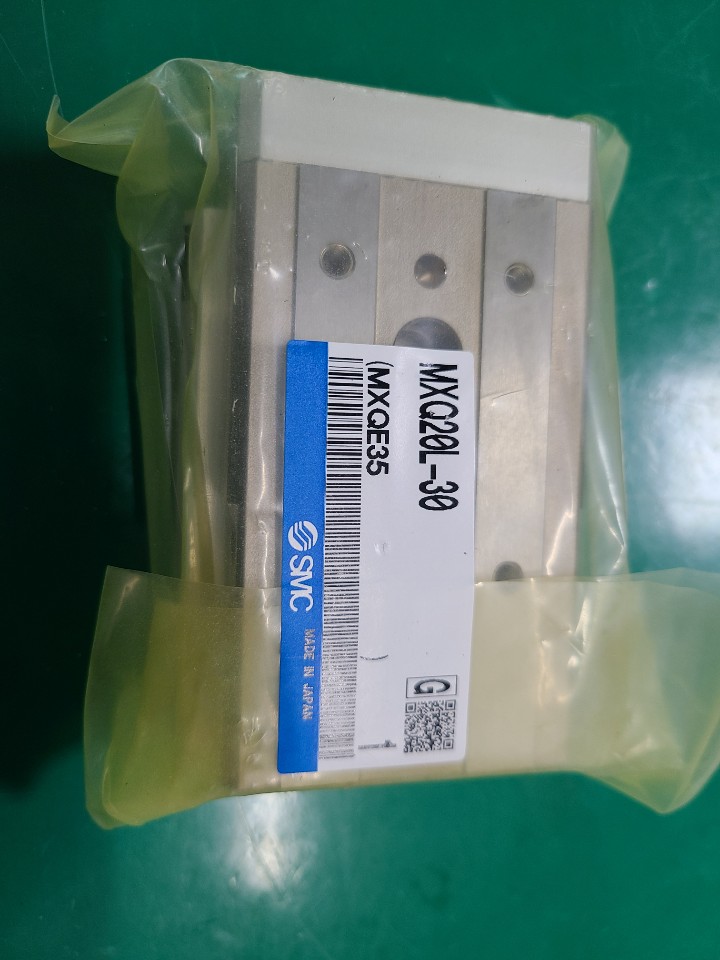 MXQ20L-30
(MXQE35
SMC
MADE IN JAPAN
G